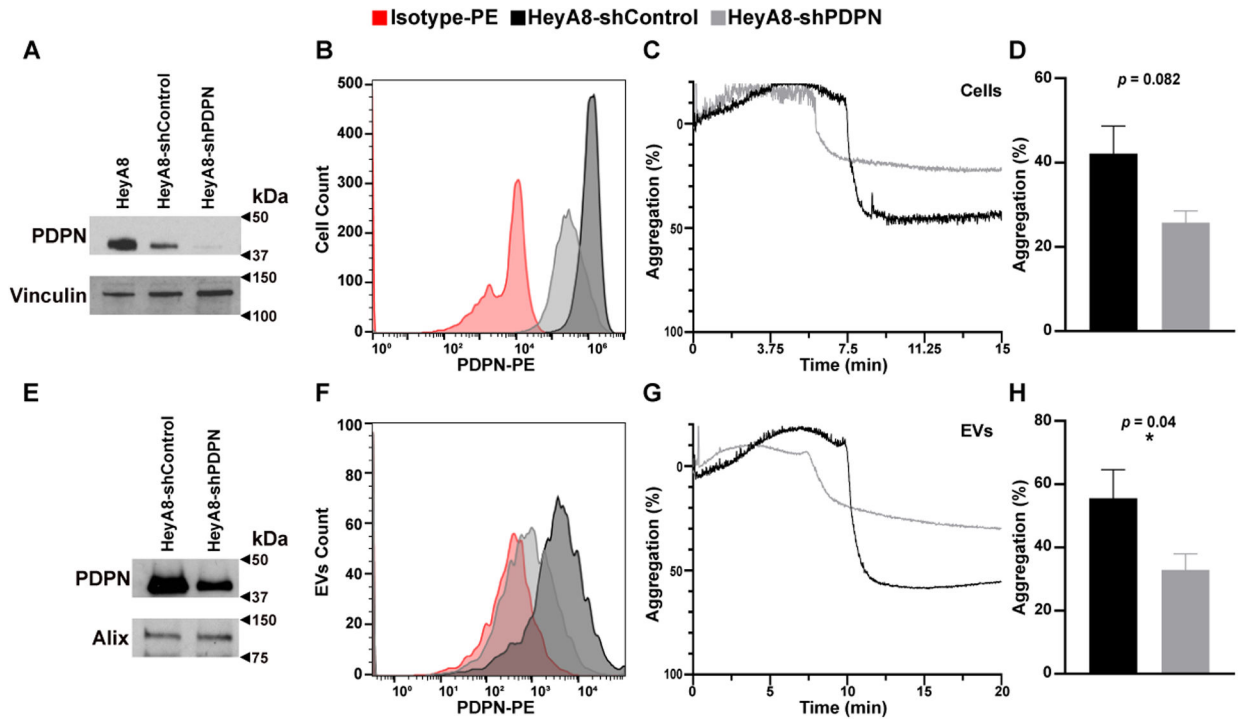 Isotype-PE HeyA8-shControl HeyA8-shPDPN
A
HeyA8
HeyA8-shControl
HeyA8-shPDPN
kDa
PDPN
50
37
Vinculin
150
100
B
500
400
300
200
100
0
Cell Count
10⁰ 10² 10⁴ 10⁶
PDPN-PE
C
Cells
0
50
100
Aggregation (%)
0 3.75 7.5 11.25 15
Time (min)
D
p = 0.082
60
40
20
0
Aggregation (%)
E
HeyA8-shControl
HeyA8-shPDPN
kDa
PDPN
50
37
Alix
150
75
F
100
80
60
40
20
0
EVs Count
10⁰ 10¹ 10² 10³ 10⁴
PDPN-PE
G
EVs
0
50
100
Aggregation (%)
0 5 10 15 20
Time (min)
H
p = 0.04
*
80
60
40
20
0
Aggregation (%)